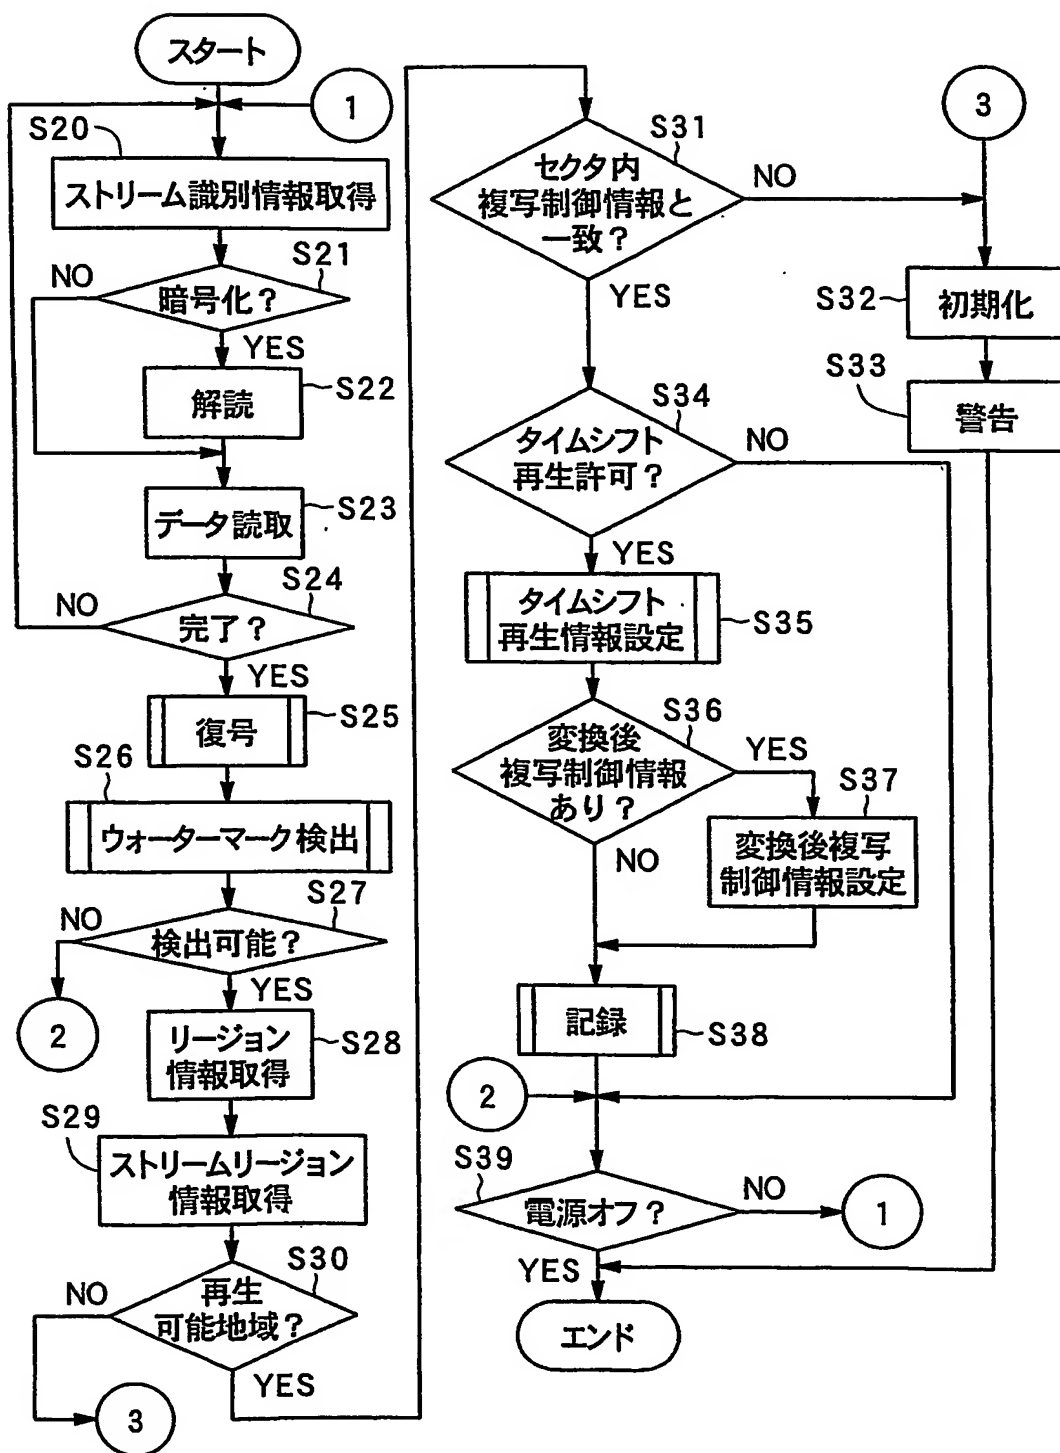 スタート
1
S20
ストリーム識別情報取得
S21
NO
暗号化？
YES
解読
S22
データ読取
S23
S24
NO
完了？
YES
復号
S25
S26
ウォーターマーク検出
S27
NO
検出可能？
YES
2
リージョン
情報取得
S28
S29
ストリームリージョン
情報取得
S30
NO
再生
可能地域？
YES
3
S31
セクタ内
複写制御情報と
一致？
NO
YES
3
S32
初期化
S33
警告
S34
タイムシフト
再生許可？
NO
YES
タイムシフト
再生情報設定
S35
S36
変換後
複写制御情報
あり？
YES
NO
S37
変換後複写
制御情報設定
記録
S38
2
S39
電源オフ？
NO
1
YES
エンド